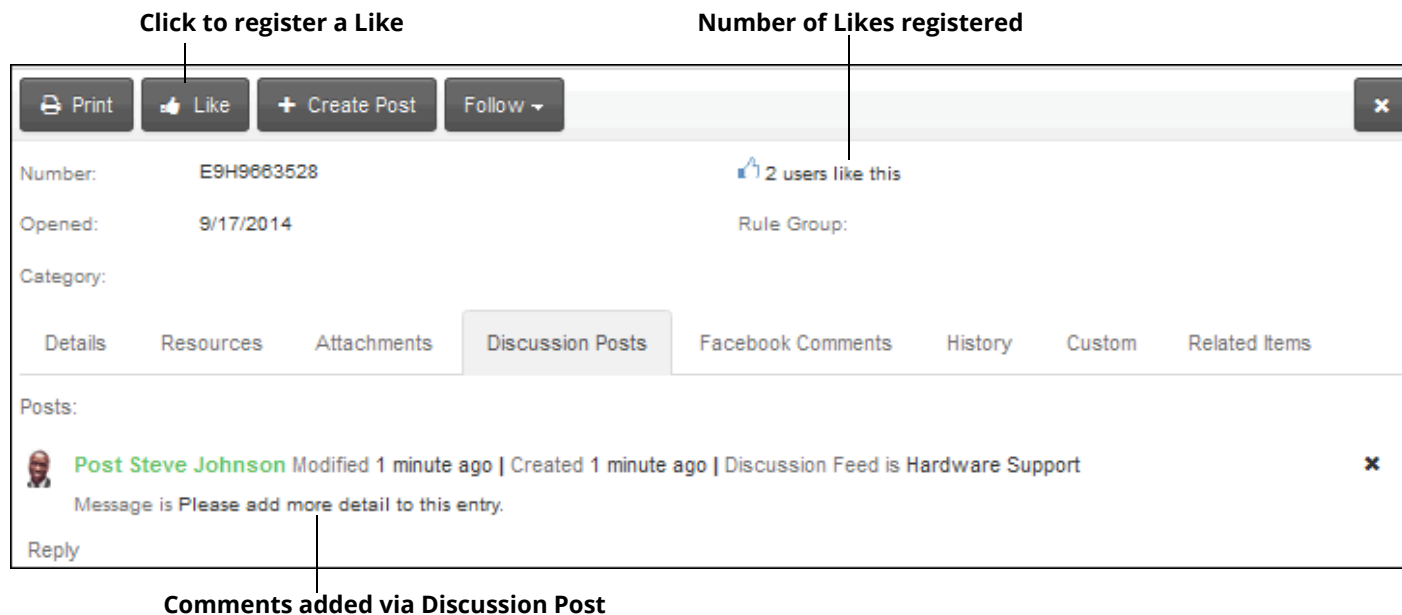 Click to register a Like
Number of Likes registered
Print
Like
Create Post
Follow
Number: E9H9663528
2 users like this
Opened: 9/17/2014
Rule Group:
Category:
Details Resources Attachments Discussion Posts Facebook Comments History Custom Related Items
Posts:
Post Steve Johnson Modified 1 minute ago | Created 1 minute ago | Discussion Feed is Hardware Support
Message is Please add more detail to this entry.
Reply
Comments added via Discussion Post